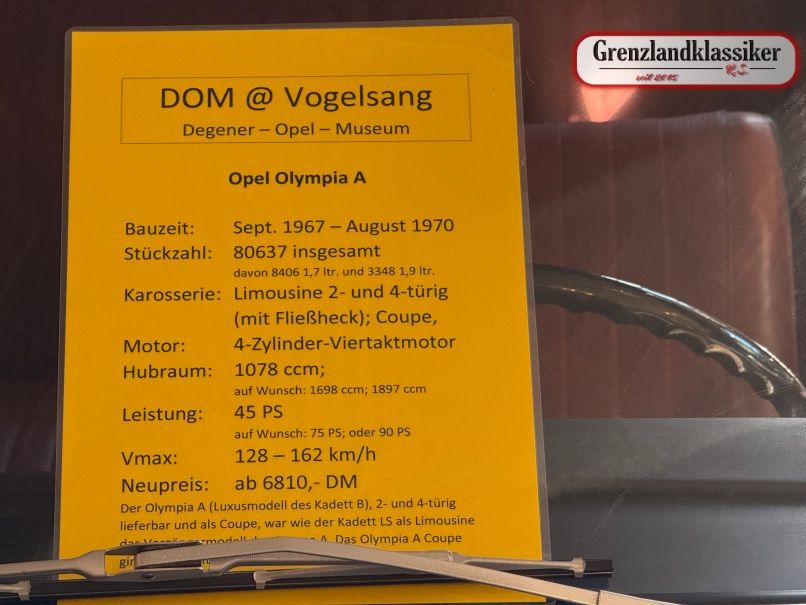 Grenzlandklassiker
seit 2015
DOM @ Vogelsang
Degener – Opel – Museum
Opel Olympia A
Bauzeit: Sept. 1967 – August 1970
Stückzahl: 80637 insgesamt
davon 8406 1,7 ltr. und 3348 1,9 ltr.
Karosserie: Limousine 2- und 4-türig
(mit Fließheck); Coupe,
Motor: 4-Zylinder-Viertaktmotor
Hubraum: 1078 ccm;
auf Wunsch: 1698 ccm; 1897 ccm
Leistung: 45 PS
auf Wunsch: 75 PS; oder 90 PS
Vmax: 128 – 162 km/h
Neupreis: ab 6810,- DM
Der Olympia A (Luxusmodell des Kadett B), 2- und 4-türig
lieferbar und als Coupe, war wie der Kadett LS als Limousine
A. Das Olympia A Coupe